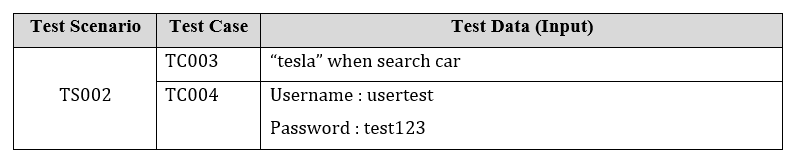 Test Scenario Test Case Test Data (Input)
TC003 “tesla” when search car
TS002 TC004 Username : usertest
Password : test123